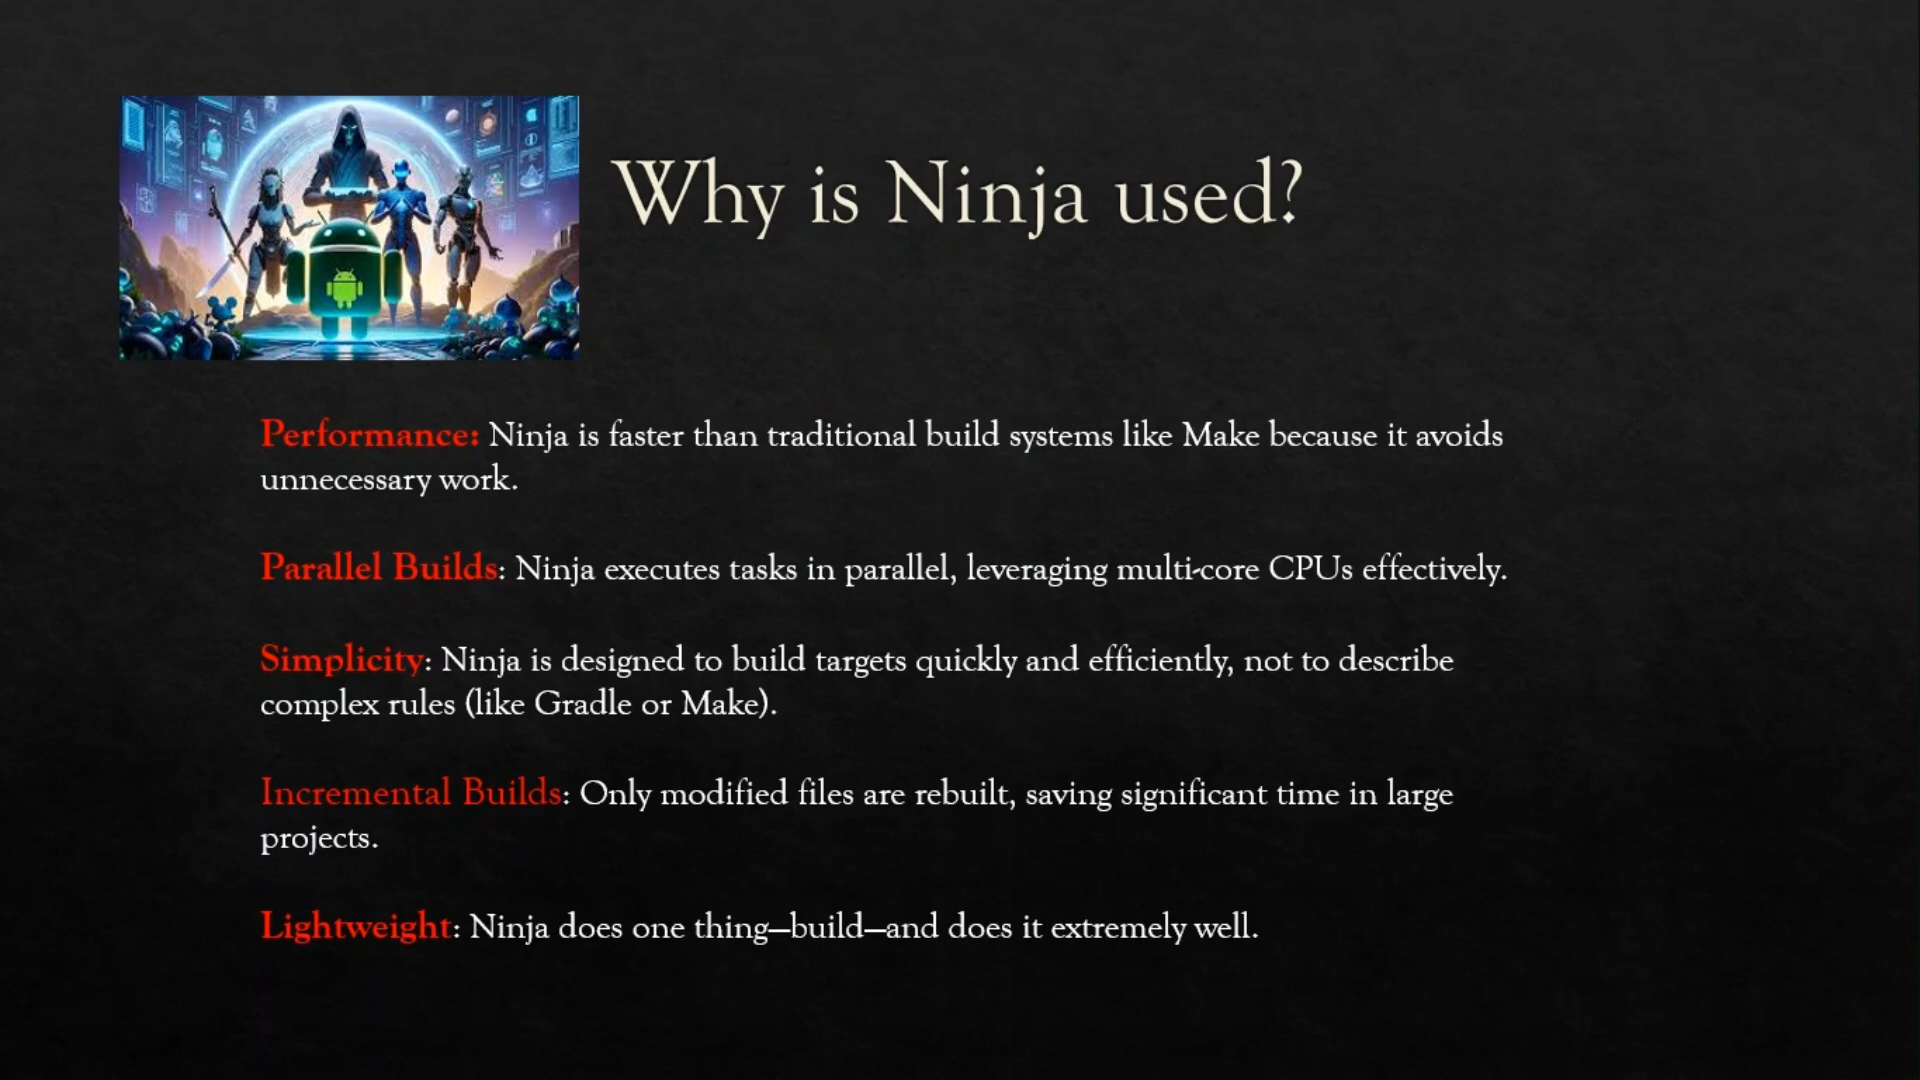 Why is Ninja used?
Performance: Ninja is faster than traditional build systems like Make because it avoids
unnecessary work.
Parallel Builds: Ninja executes tasks in parallel, leveraging multi-core CPUs effectively.
Simplicity: Ninja is designed to build targets quickly and efficiently, not to describe
complex rules (like Gradle or Make).
Incremental Builds: Only modified files are rebuilt, saving significant time in large
projects.
Lightweight: Ninja does one thing—build—and does it extremely well.